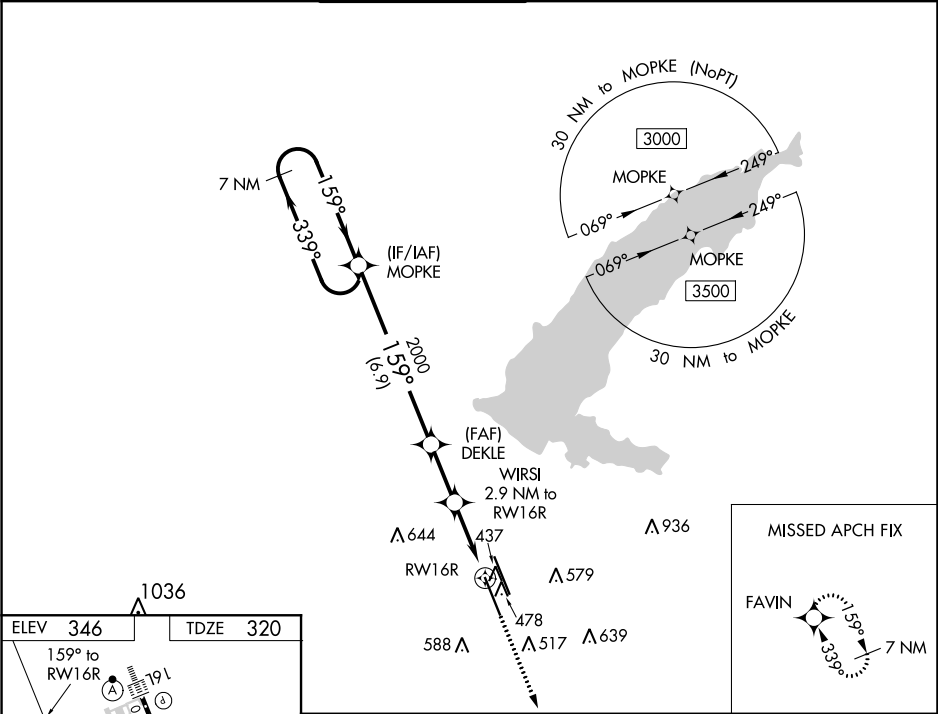 30 NM to MOPKE (NoPT)
3000
MOPKE
249°
069°
249°
069°
MOPKE
3500
30 NM to MOPKE
7 NM
159°
339°
(IF/IAF)
MOPKE
2000
159°
(6.9)
(FAF)
DEKLE
WIRSI
2.9 NM to
RW16R
644
437
936
RW16R
579
478
588
517
639
1036
ELEV 346
TDZE 320
159° to
RW16R
A
16L
P
MISSED APCH FIX
FAVIN
159°
339°
7 NM